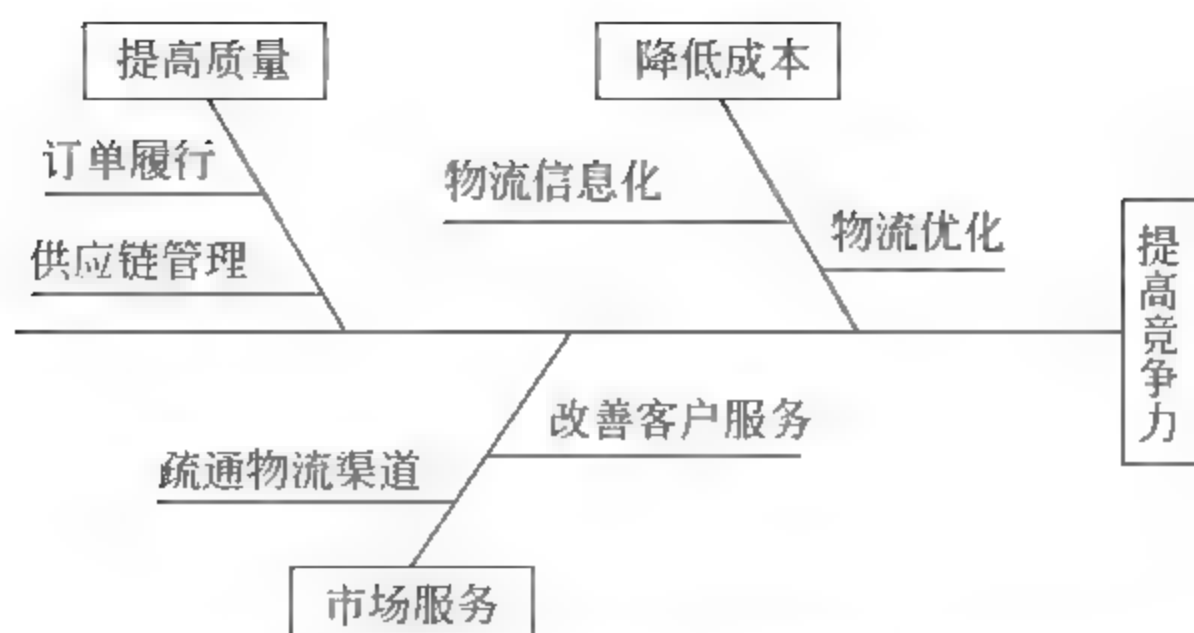 提高质量
降低成本
订单履行
物流信息化
物流优化
供应链管理
提高竞争力
改善客户服务
疏通物流渠道
市场服务